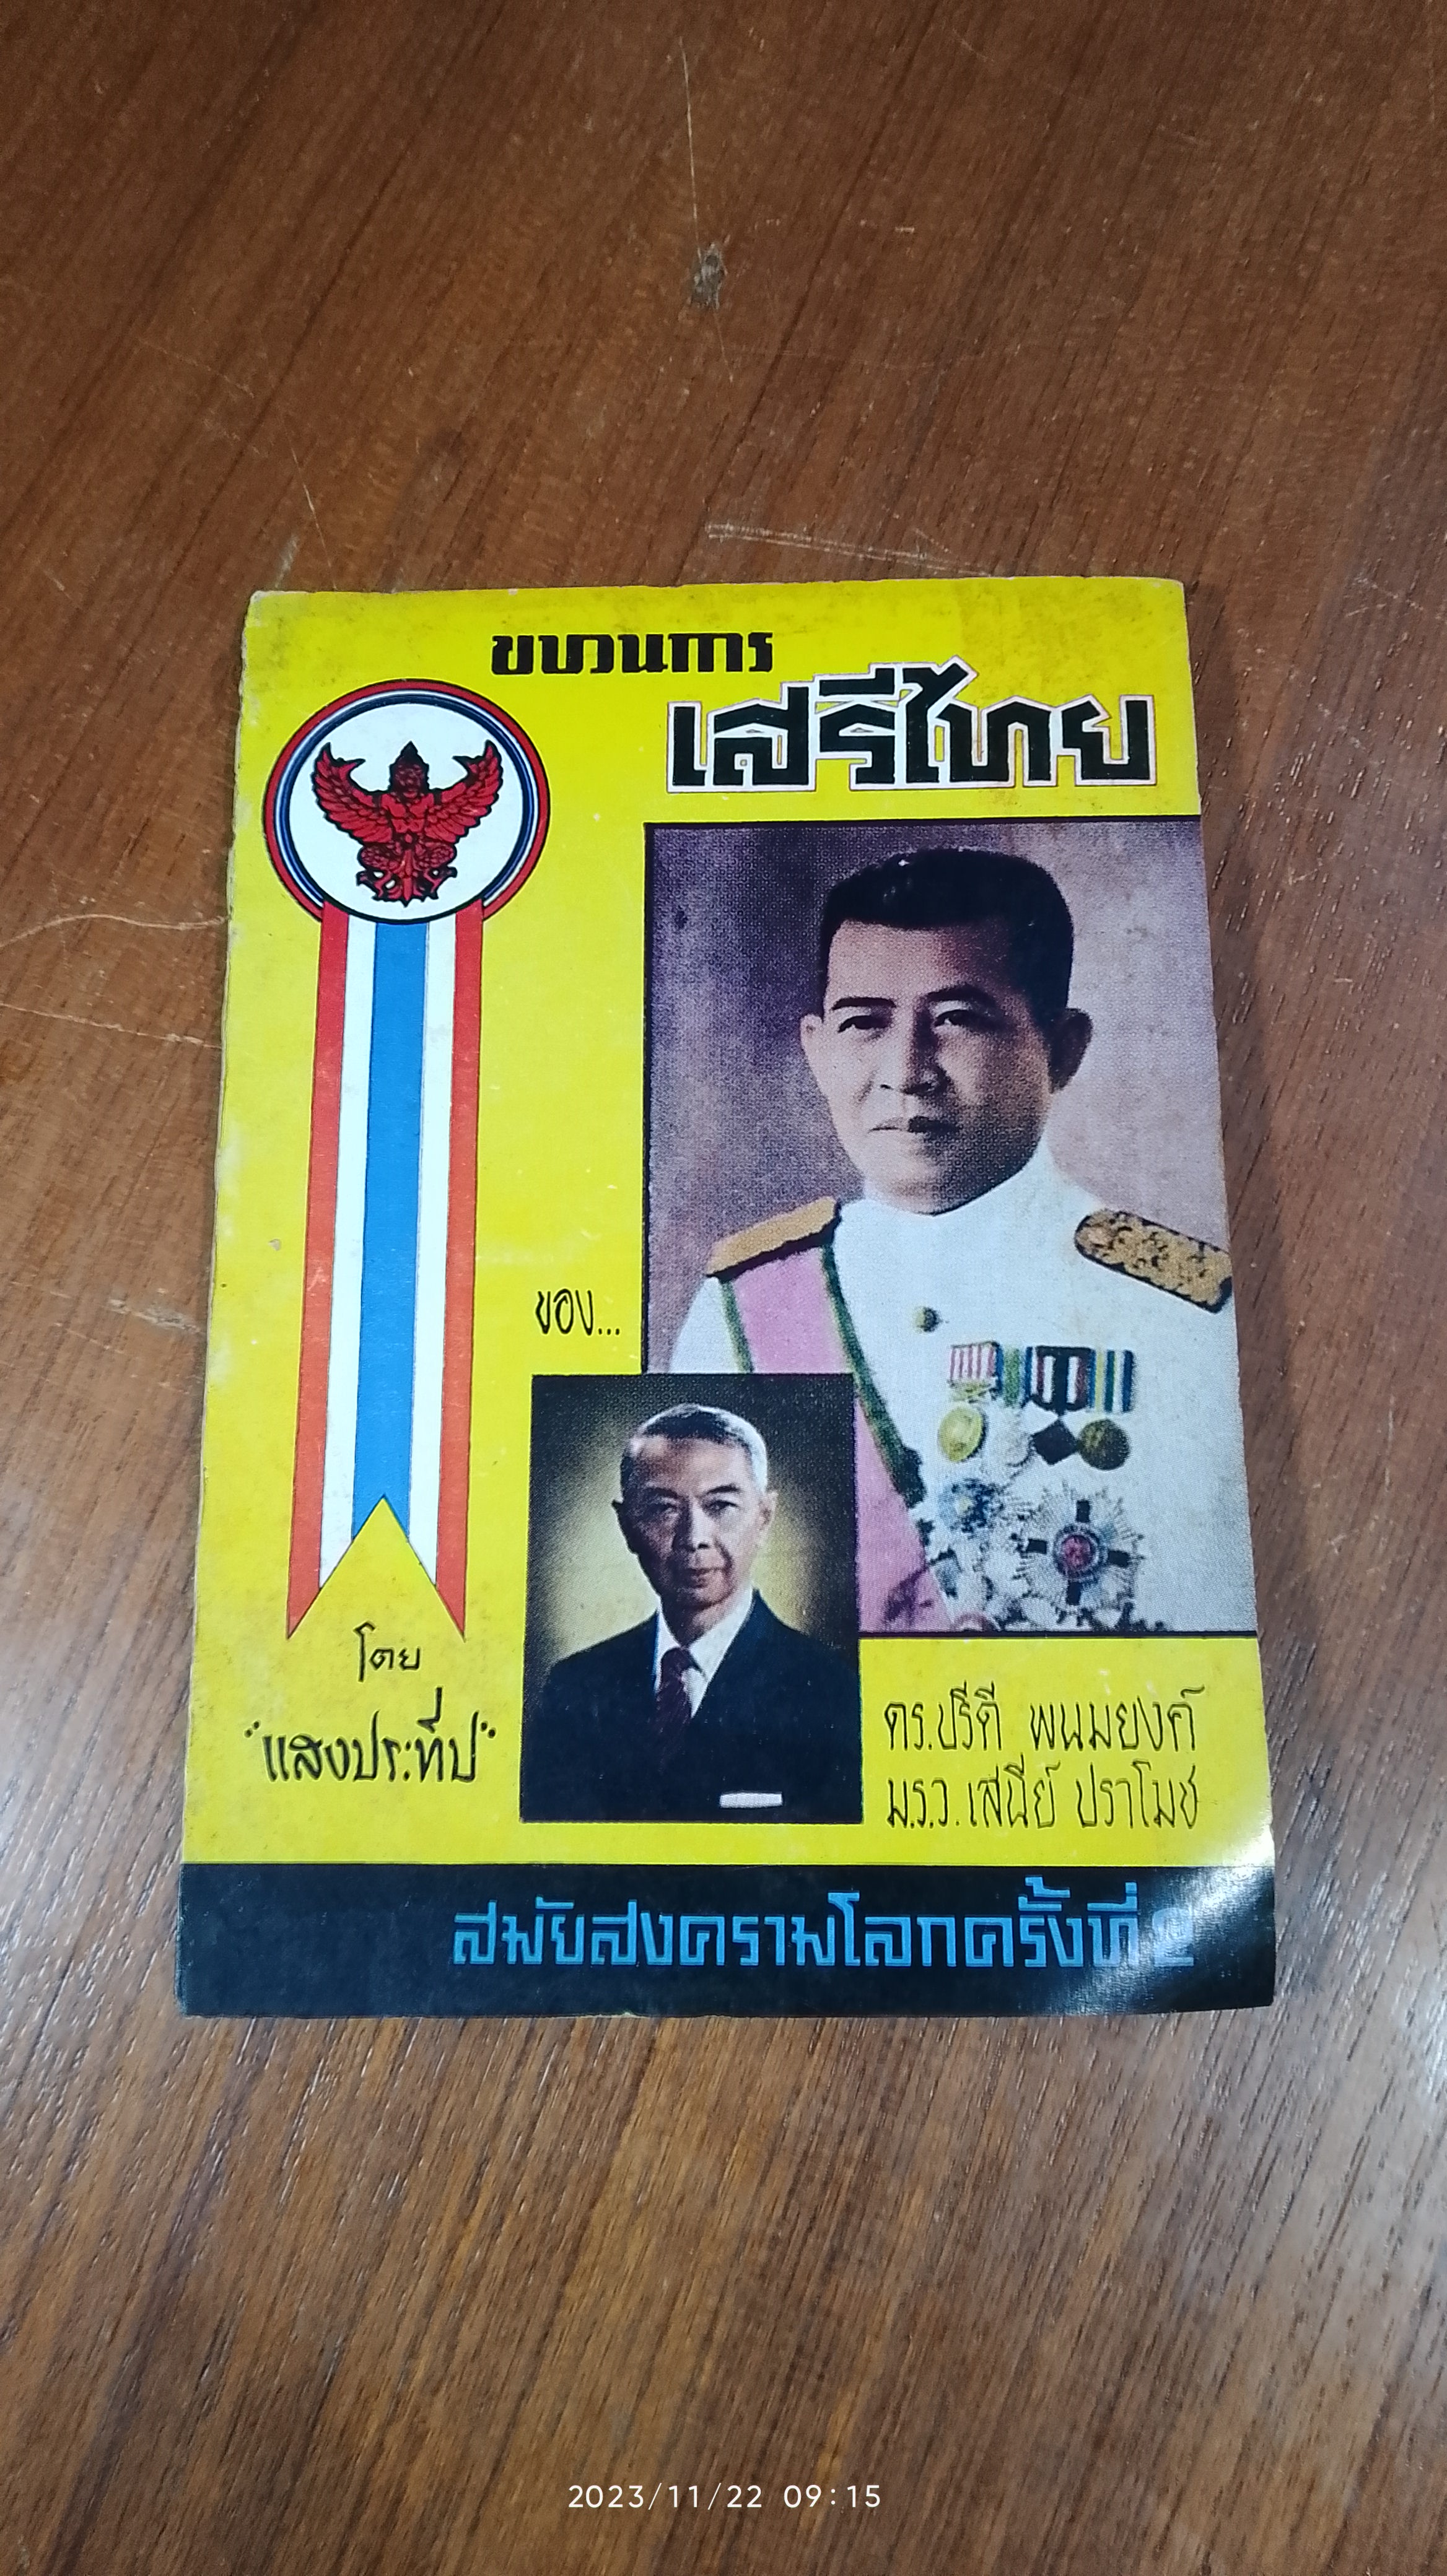 ขบวนการ
เสรีไทย
ของ...
โดย
"แสงประทีป"
ดร.ปรีดี พนมยงค์
ม.ร.ว.เสนีย์ ปราโมช
สมัยสงครามโลกครั้งที่ ๒
2023/11/22 09:15